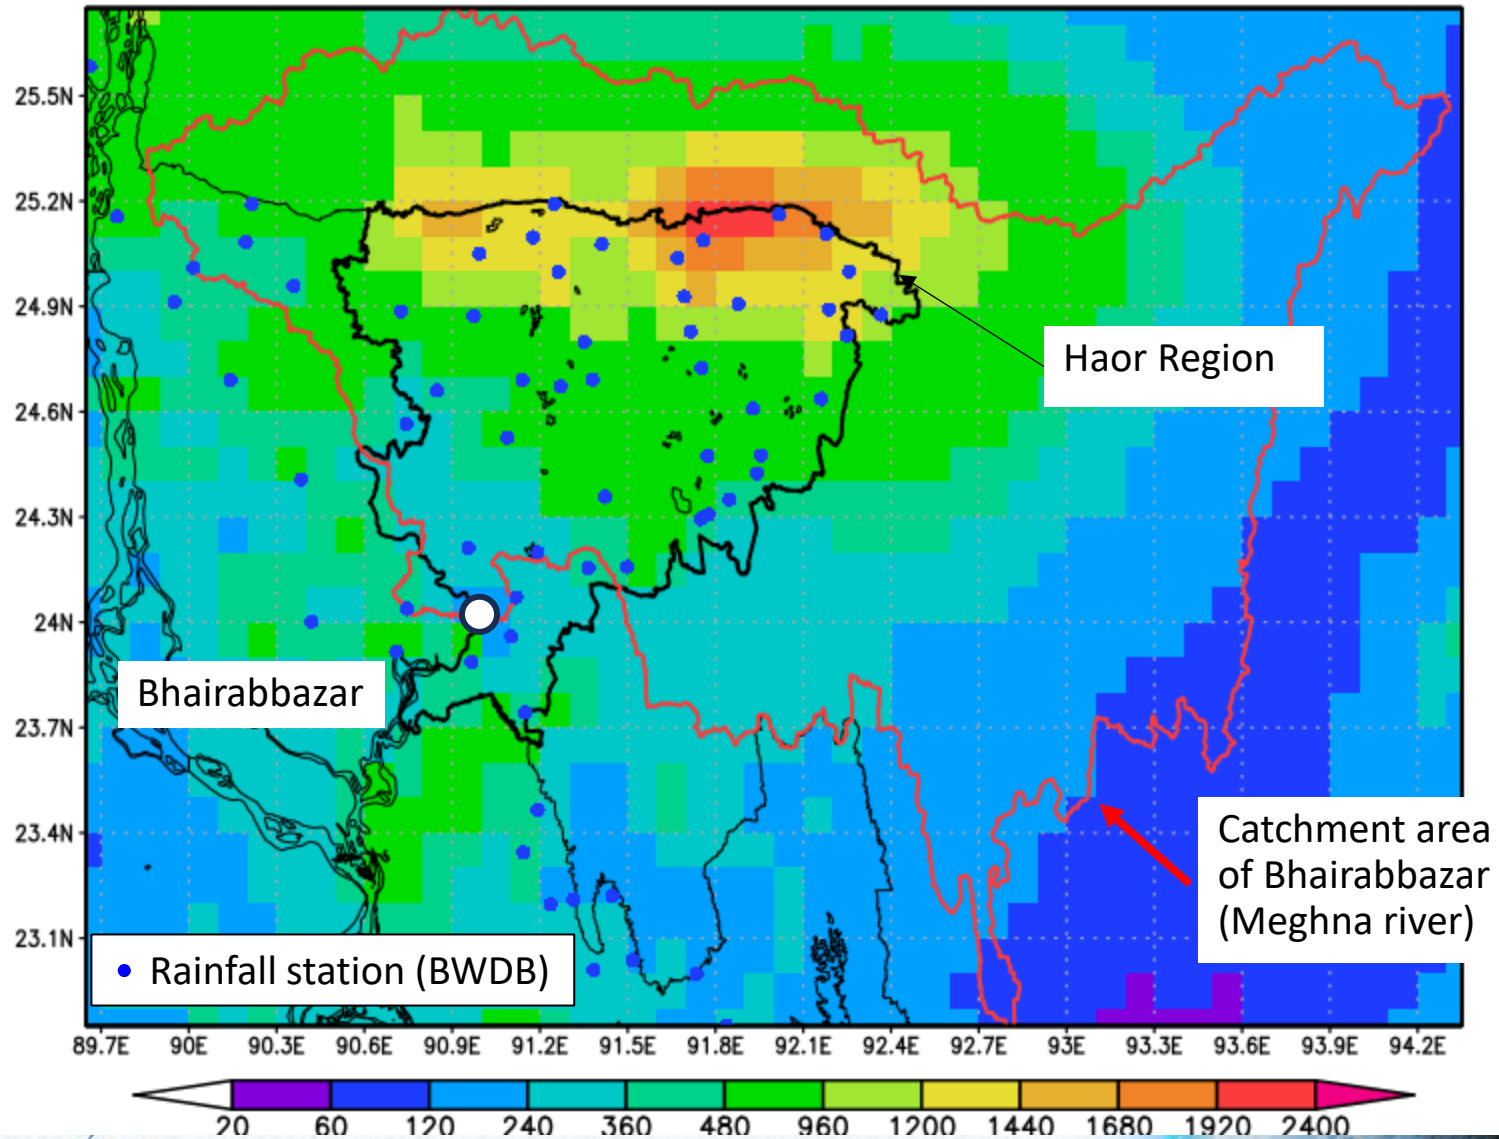 25.5N
25.2N
24.9N
Haor Region
24.6N
24.3N
24N
Bhairabbazar
23.7N
23.4N
Catchment area
of Bhairabbazar
(Meghna river)
23.1N
Rainfall station (BWDB)
89.7E 90E 90.3E 90.6E 90.9E 91.2E 91.5E 91.8E 92.1E 92.4E 92.7E 93E 93.3E 93.6E 93.9E 94.2E
20 60 120 240 360 480 960 1200 1440 1680 1920 2400